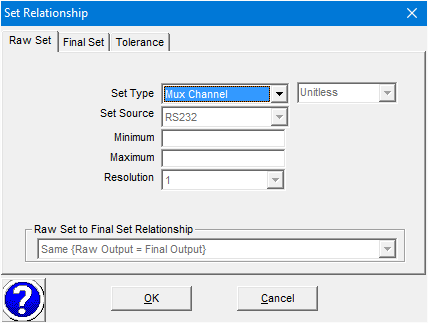 Set Relationship
Raw Set Final Set Tolerance
Set Type Mux Channel Unitless
Set Source RS232
Minimum
Maximum
Resolution 1
Raw Set to Final Set Relationship
Same {Raw Output = Final Output}
? OK Cancel